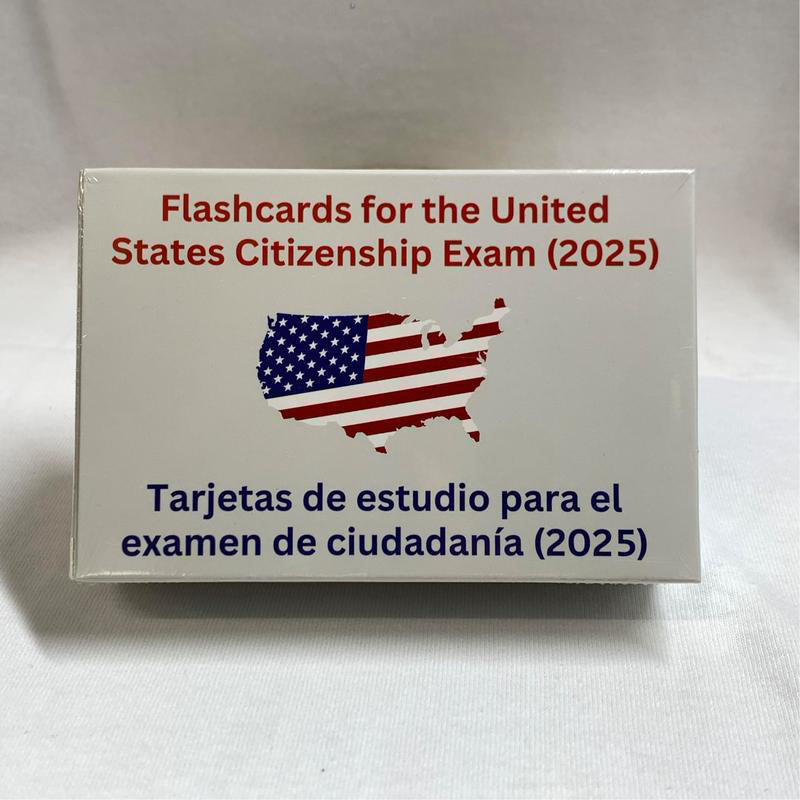 Flashcards for the United
States Citizenship Exam (2025)
Tarjetas de estudio para el
examen de ciudadanía (2025)